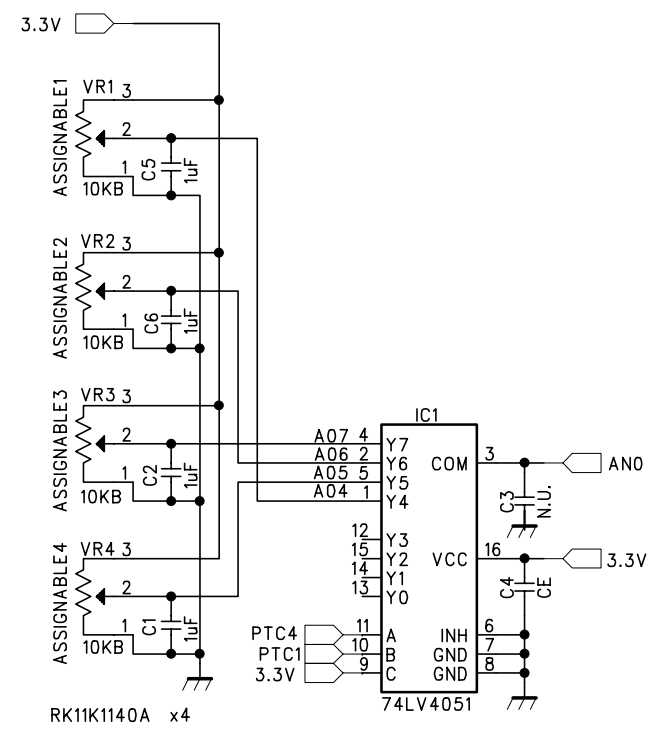 3.3V
ASSIGNABLE1
VR1 3
2
1
10KB
C5
1uF
ASSIGNABLE2
VR2 3
2
1
10KB
C6
1uF
ASSIGNABLE3
VR3 3
2
1
10KB
C2
1uF
ASSIGNABLE4
VR4 3
2
1
10KB
C1
1uF
RK11K1140A x4
IC1
A07 4 Y7
A06 2 Y6
A05 5 Y5
A04 1 Y4
12 Y3
15 Y2
14 Y1
13 Y0
PTC4 11 A
PTC1 10 B
3.3V 9 C
COM 3 AN0
C3
N.U.
VCC 16 3.3V
C4
CE
INH 6
GND 7
GND 8
74LV4051